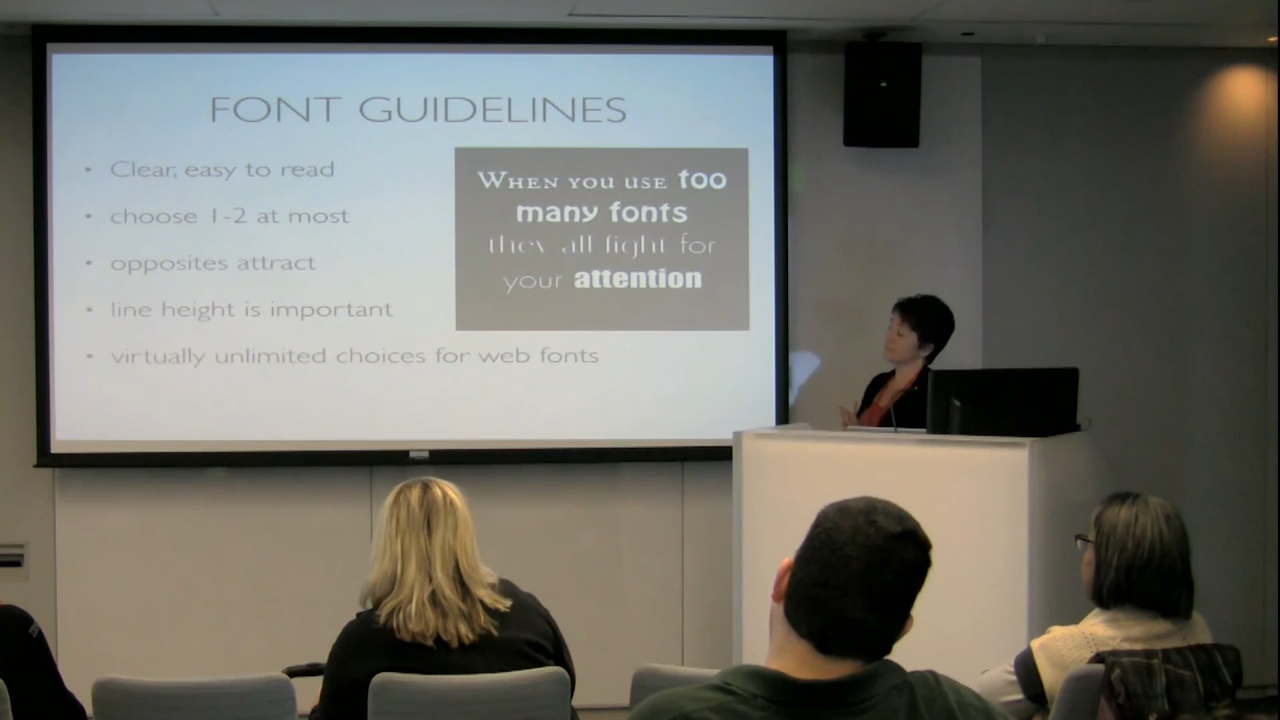 FONT GUIDELINES
• Clear, easy to read
• choose 1-2 at most
• opposites attract
• line height is important
• virtually unlimited choices for web fonts
WHEN YOU USE too
many fonts
they all fight for
your attention